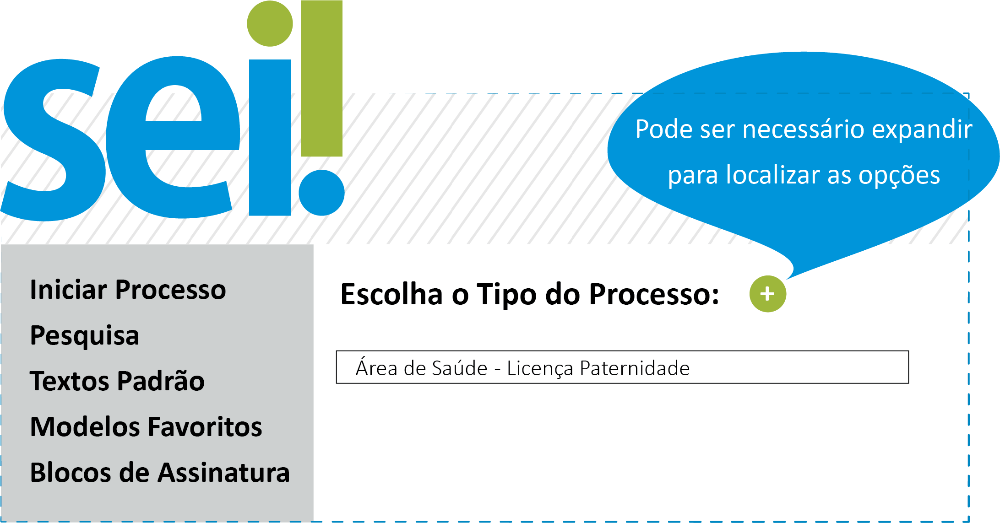 sei!
Pode ser necessário expandir
para localizar as opções
Iniciar Processo
Pesquisa
Textos Padrão
Modelos Favoritos
Blocos de Assinatura
Escolha o Tipo do Processo: +
Área de Saúde - Licença Paternidade